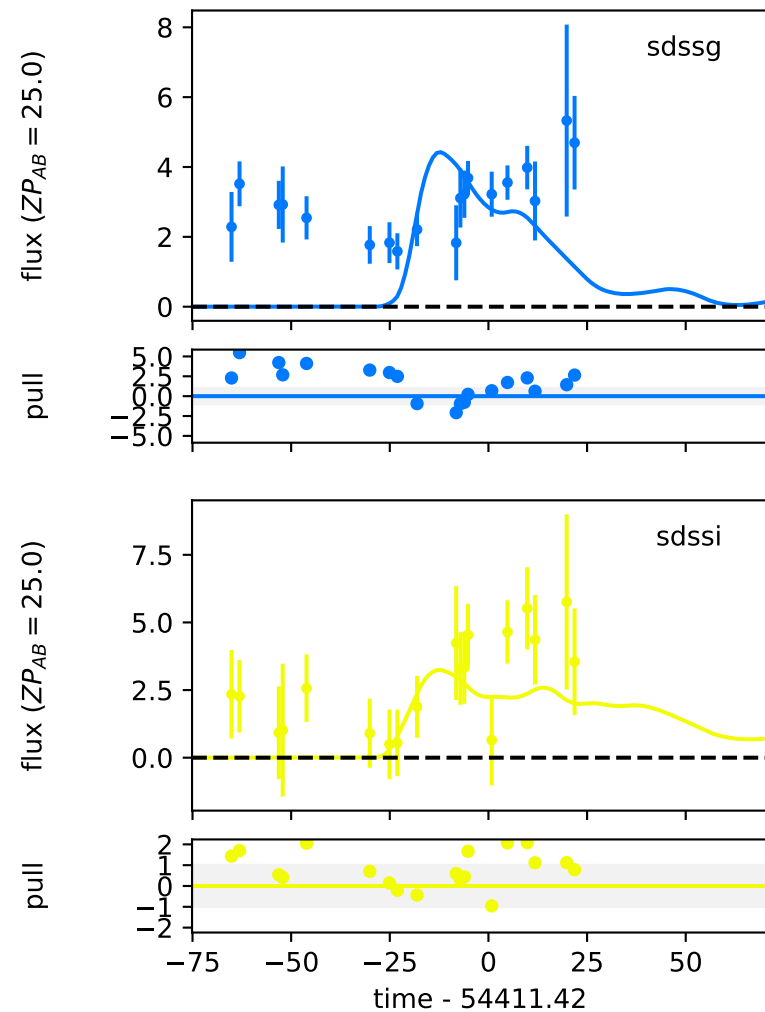 flux (ZP_AB = 25.0)
8
6
4
2
0
sdssg
pull
5.0
2.5
0.0
−2.5
−5.0
flux (ZP_AB = 25.0)
7.5
5.0
2.5
0.0
sdssi
pull
2
1
0
−1
−2
−75 −50 −25 0 25 50
time - 54411.42